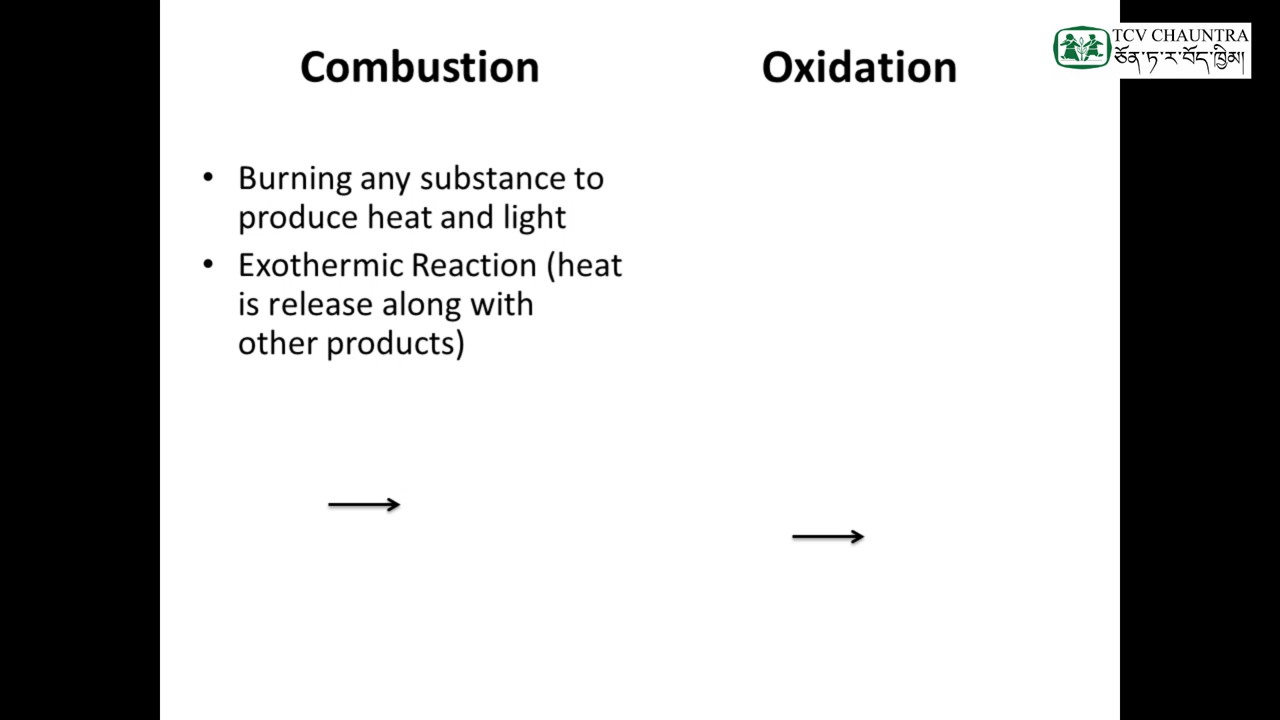 Combustion
Oxidation
TCV CHAUNTRA
ཅོན་ཏ་ར་བོད་ཁྱིམ།
• Burning any substance to
produce heat and light
• Exothermic Reaction (heat
is release along with
other products)